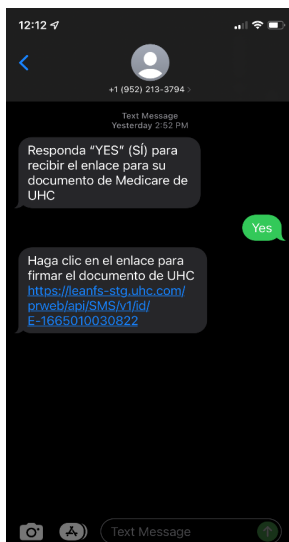 12:12
+1 (952) 213-3794
Text Message
Yesterday 2:52 PM
Responda “YES” (SÍ) para
recibir el enlace para su
documento de Medicare de
UHC
Yes
Haga clic en el enlace para
firmar el documento de UHC
https://leanfs-stg.uhc.com/
prweb/api/SMS/v1/id/
E-1665010030822
Text Message